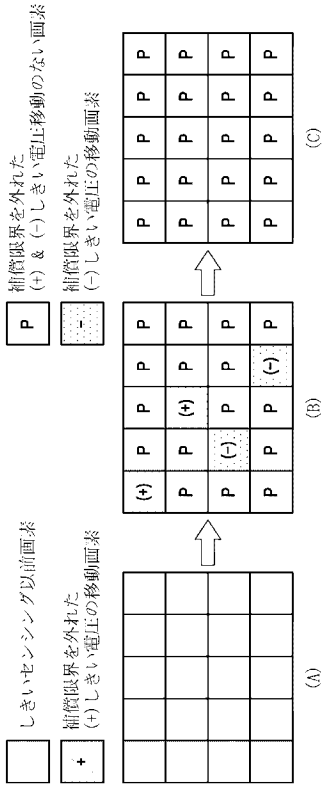 しきいセンシング以前画素
P 補償限界を外れた
(+) & (-)しきい電圧移動のない画素
+ 補償限界を外れた
(+)しきい電圧の移動画素
- 補償限界を外れた
(-)しきい電圧の移動画素
(+) P P P P
P P (+) P P
P (-) P P P
P P P (-) P
P P P P P
P P P P P
P P P P P
P P P P P
(A)
(B)
(C)